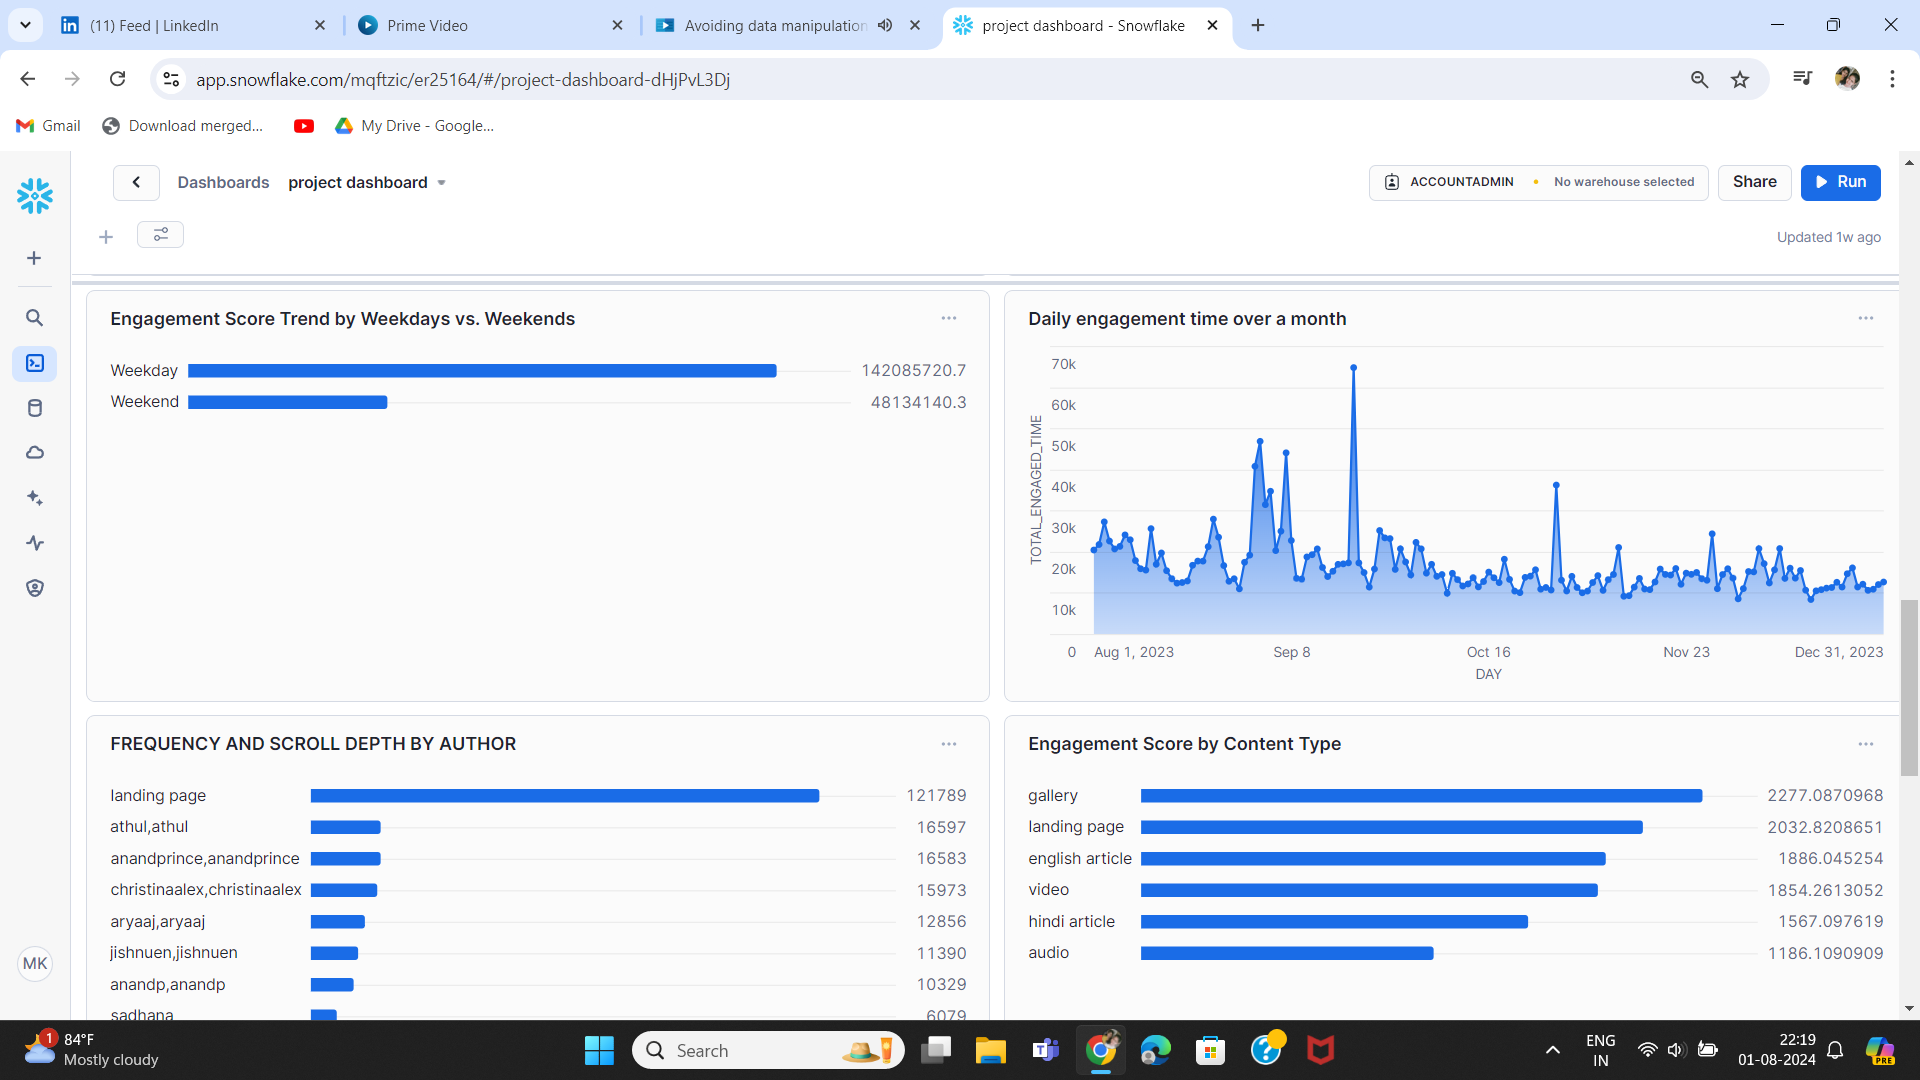 (11) Feed | LinkedIn
Prime Video
Avoiding data manipulation
project dashboard - Snowflake
app.snowflake.com/mqftzic/er25164/#/project-dashboard-dHjPvL3Dj
Gmail
Download merged...
My Drive - Google...
Dashboards
project dashboard
ACCOUNTADMIN
No warehouse selected
Share
Run
Updated 1w ago
Engagement Score Trend by Weekdays vs. Weekends
Weekday 142085720.7
Weekend 48134140.3
Daily engagement time over a month
TOTAL_ENGAGED_TIME
70k
60k
50k
40k
30k
20k
10k
0
Aug 1, 2023
Sep 8
Oct 16
Nov 23
Dec 31, 2023
DAY
FREQUENCY AND SCROLL DEPTH BY AUTHOR
landing page 121789
athul,athul 16597
anandprince,anandprince 16583
christinaalex,christinaalex 15973
aryaaj,aryaaj 12856
jishnuen,jishnuen 11390
anandp,anandp 10329
sadhana 6079
Engagement Score by Content Type
gallery 2277.0870968
landing page 2032.8208651
english article 1886.045254
video 1854.2613052
hindi article 1567.097619
audio 1186.1090909
MK
1
84°F
Mostly cloudy
Search
ENG
IN
22:19
01-08-2024
PRE